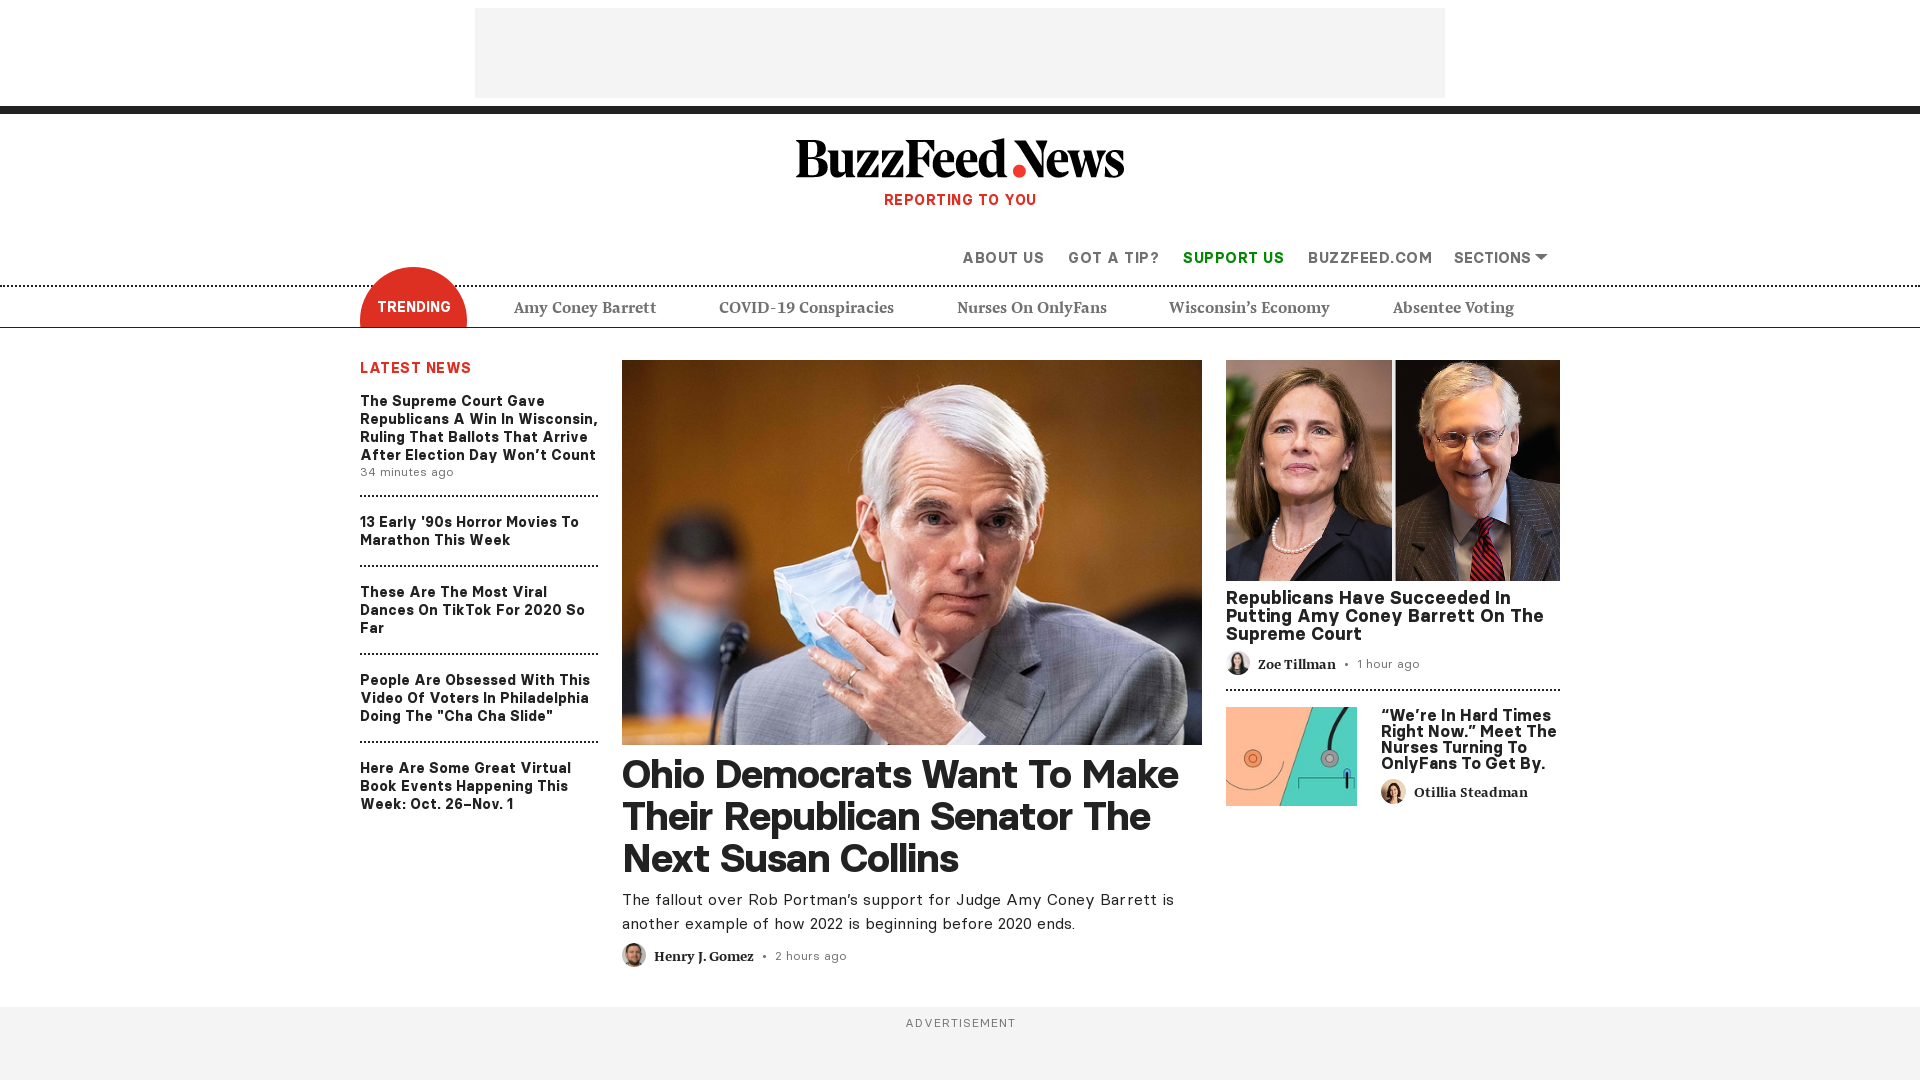 BuzzFeed News
REPORTING TO YOU
ABOUT US
GOT A TIP?
SUPPORT US
BUZZFEED.COM
SECTIONS
TRENDING
Amy Coney Barrett
COVID-19 Conspiracies
Nurses On OnlyFans
Wisconsin’s Economy
Absentee Voting
LATEST NEWS
The Supreme Court Gave
Republicans A Win In Wisconsin,
Ruling That Ballots That Arrive
After Election Day Won’t Count
34 minutes ago
13 Early '90s Horror Movies To
Marathon This Week
These Are The Most Viral
Dances On TikTok For 2020 So
Far
People Are Obsessed With This
Video Of Voters In Philadelphia
Doing The "Cha Cha Slide"
Here Are Some Great Virtual
Book Events Happening This
Week: Oct. 26–Nov. 1
Ohio Democrats Want To Make
Their Republican Senator The
Next Susan Collins
The fallout over Rob Portman’s support for Judge Amy Coney Barrett is
another example of how 2022 is beginning before 2020 ends.
Henry J. Gomez • 2 hours ago
Republicans Have Succeeded In
Putting Amy Coney Barrett On The
Supreme Court
Zoe Tillman • 1 hour ago
“We’re In Hard Times
Right Now.” Meet The
Nurses Turning To
OnlyFans To Get By.
Otillia Steadman
ADVERTISEMENT